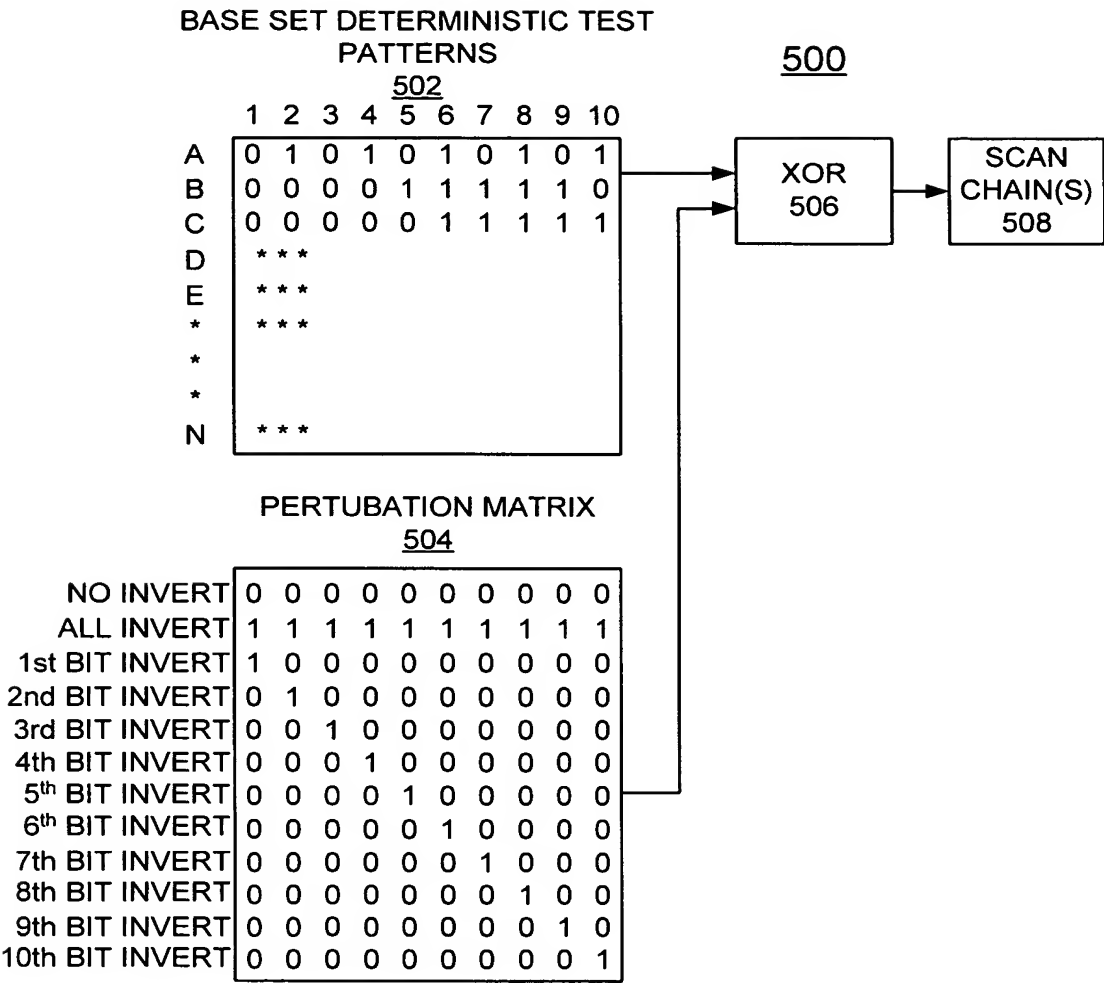 BASE SET DETERMINISTIC TEST
PATTERNS
502
500
1 2 3 4 5 6 7 8 9 10
A 0 1 0 1 0 1 0 1 0 1
B 0 0 0 0 1 1 1 1 1 0
C 0 0 0 0 0 1 1 1 1 1
D * * *
E * * *
* * * *
*
*
N * * *
XOR
506
SCAN
CHAIN(S)
508
PERTUBATION MATRIX
504
NO INVERT 0 0 0 0 0 0 0 0 0 0
ALL INVERT 1 1 1 1 1 1 1 1 1 1
1st BIT INVERT 1 0 0 0 0 0 0 0 0 0
2nd BIT INVERT 0 1 0 0 0 0 0 0 0 0
3rd BIT INVERT 0 0 1 0 0 0 0 0 0 0
4th BIT INVERT 0 0 0 1 0 0 0 0 0 0
5th BIT INVERT 0 0 0 0 1 0 0 0 0 0
6th BIT INVERT 0 0 0 0 0 1 0 0 0 0
7th BIT INVERT 0 0 0 0 0 0 1 0 0 0
8th BIT INVERT 0 0 0 0 0 0 0 1 0 0
9th BIT INVERT 0 0 0 0 0 0 0 0 1 0
10th BIT INVERT 0 0 0 0 0 0 0 0 0 1